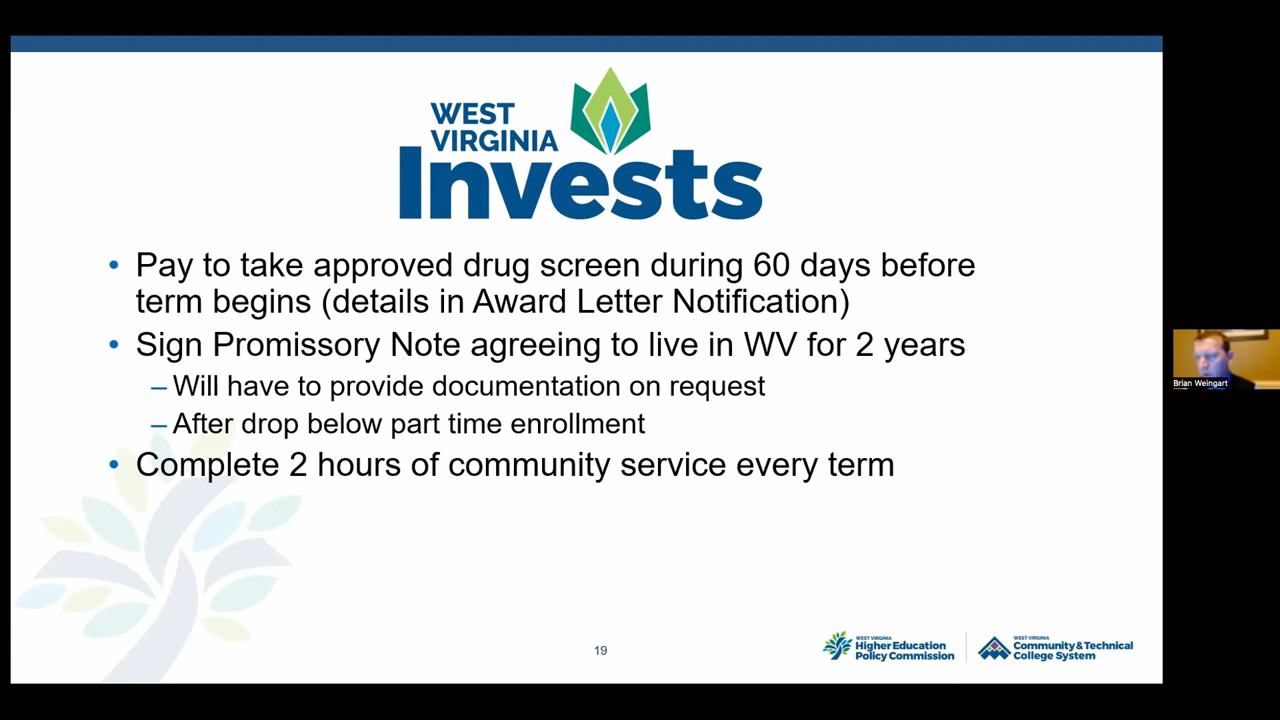 WEST
VIRGINIA
Invests
• Pay to take approved drug screen during 60 days before
term begins (details in Award Letter Notification)
• Sign Promissory Note agreeing to live in WV for 2 years
– Will have to provide documentation on request
– After drop below part time enrollment
• Complete 2 hours of community service every term
Brian Weingart
19
WEST VIRGINIA
Higher Education
Policy Commission
WEST VIRGINIA
Community & Technical
College System